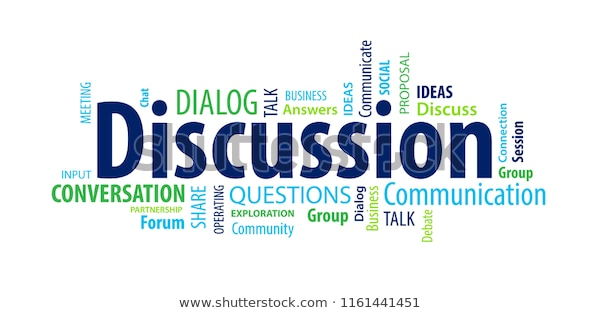 MEETING
Chat
DIALOG
TALK
BUSINESS
Answers
IDEAS
Communicate
SOCIAL
PROPOSAL
IDEAS
Discuss
Connection
Session
Discussion
INPUT
Group
CONVERSATION
PARTNERSHIP
Forum
SHARE
OPERATING
QUESTIONS
EXPLORATION
Community
Group
Dialog
Business
Communication
TALK
Debate
shutterstock
shutterstock.com • 1161441451